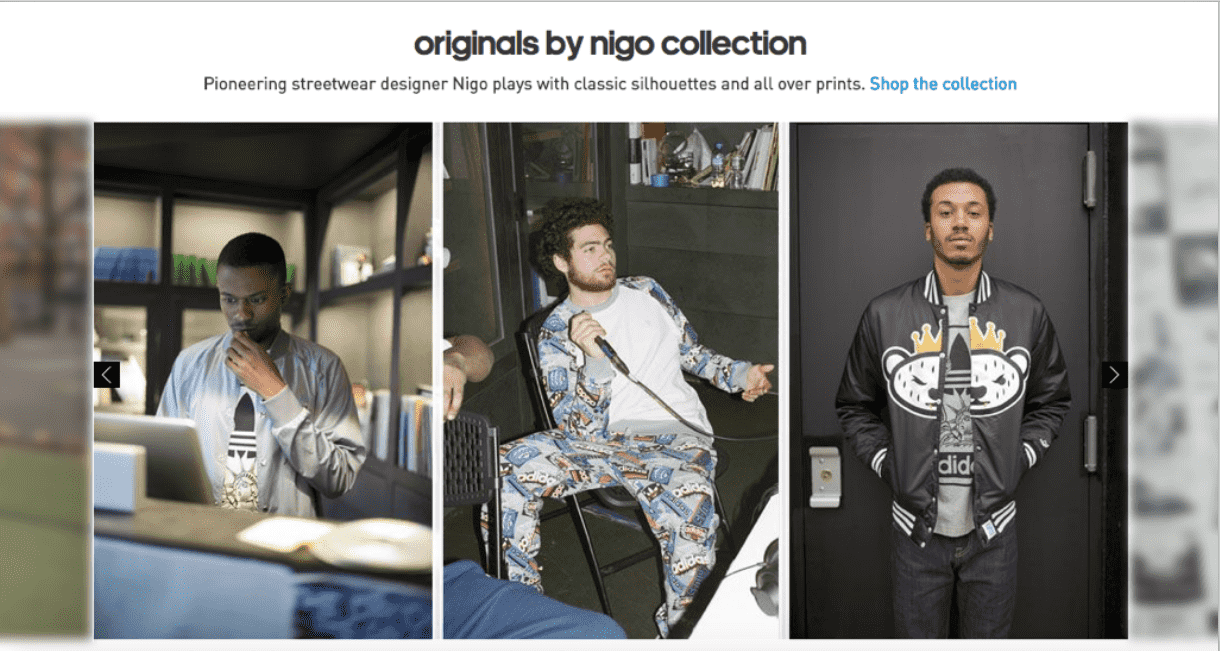 originals by nigo collection
Pioneering streetwear designer Nigo plays with classic silhouettes and all over prints. Shop the collection
adidas
adidas
adidas